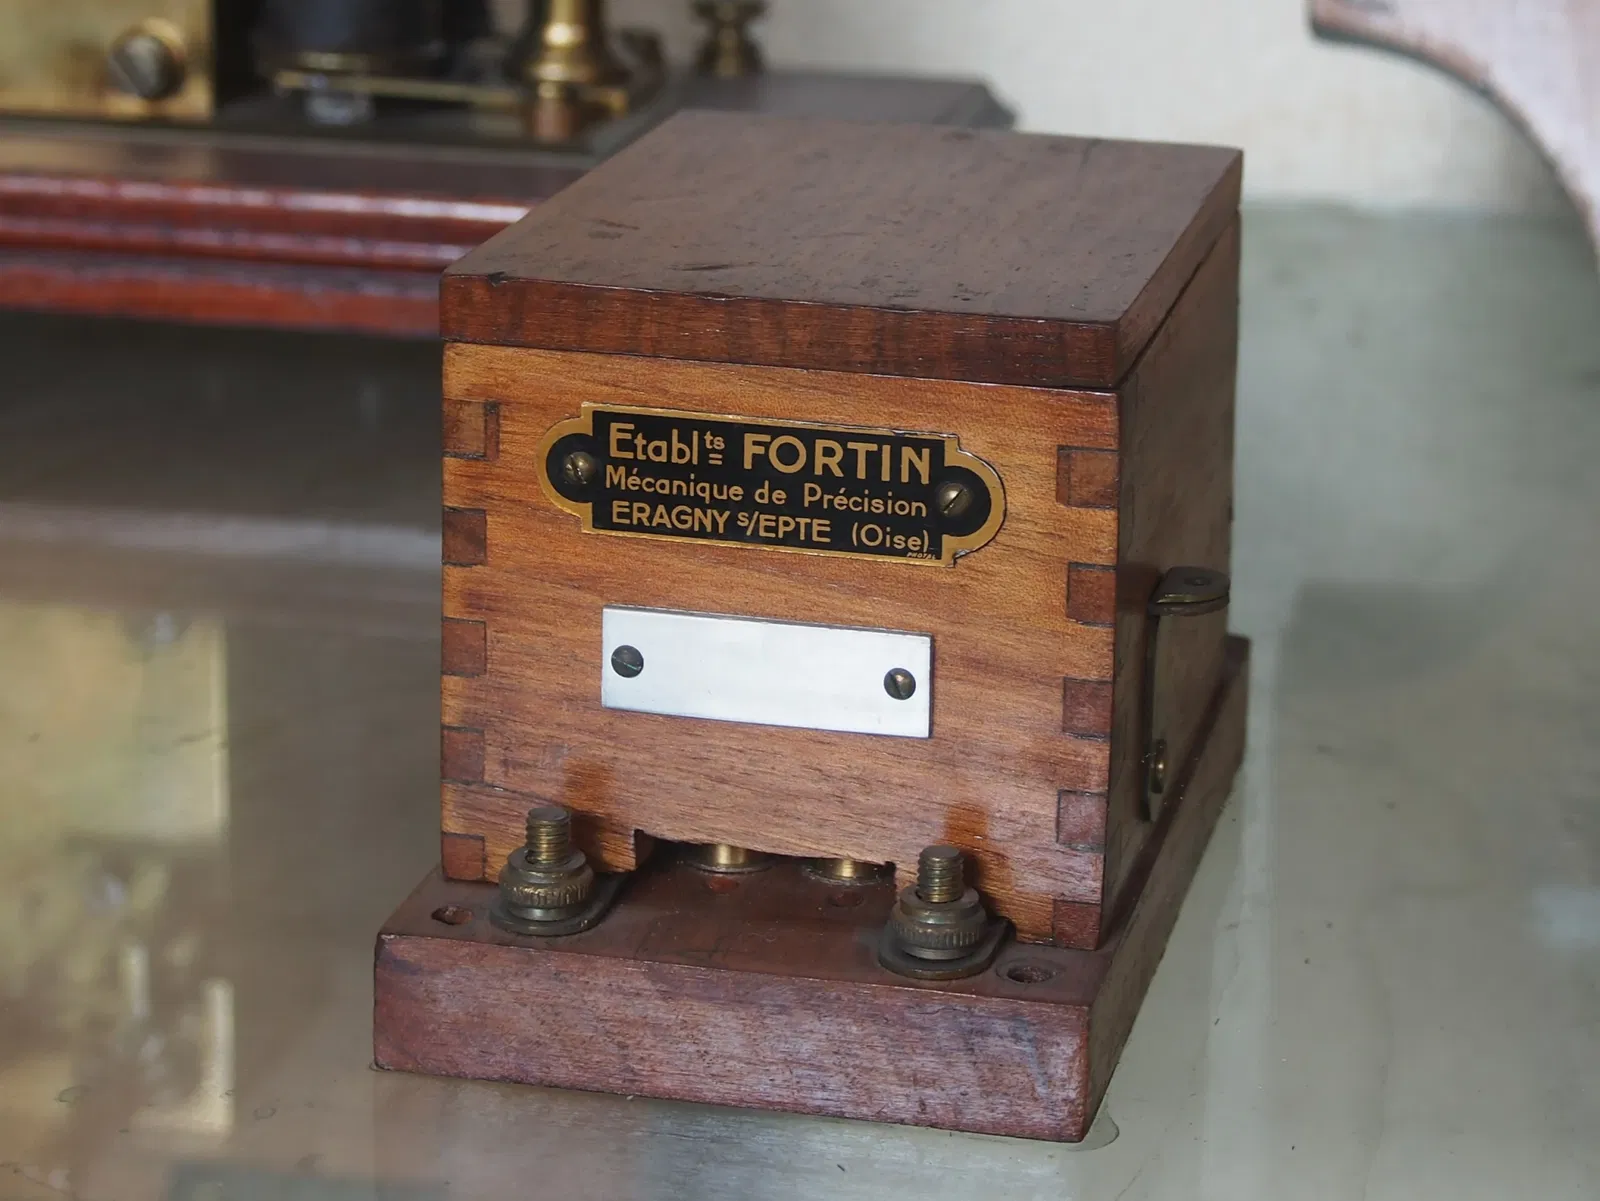 Etabl^ts FORTIN
Mécanique de Précision
ERAGNY s/EPTE (Oise)